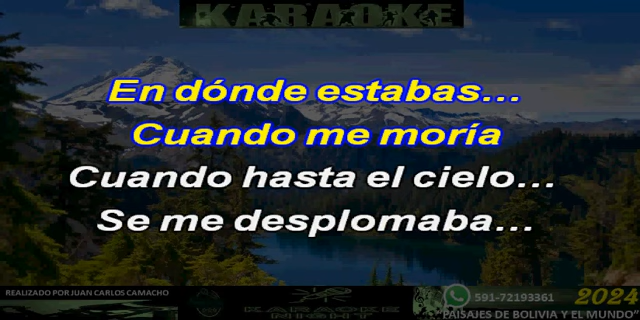 KARAOKE
En dónde estabas...
Cuando me moría
Cuando hasta el cielo...
Se me desplomaba...
REALIZADO POR JUAN CARLOS CAMACHO
KARAOKE
591-72193361
2024
PAISAJES DE BOLIVIA Y EL MUNDO"